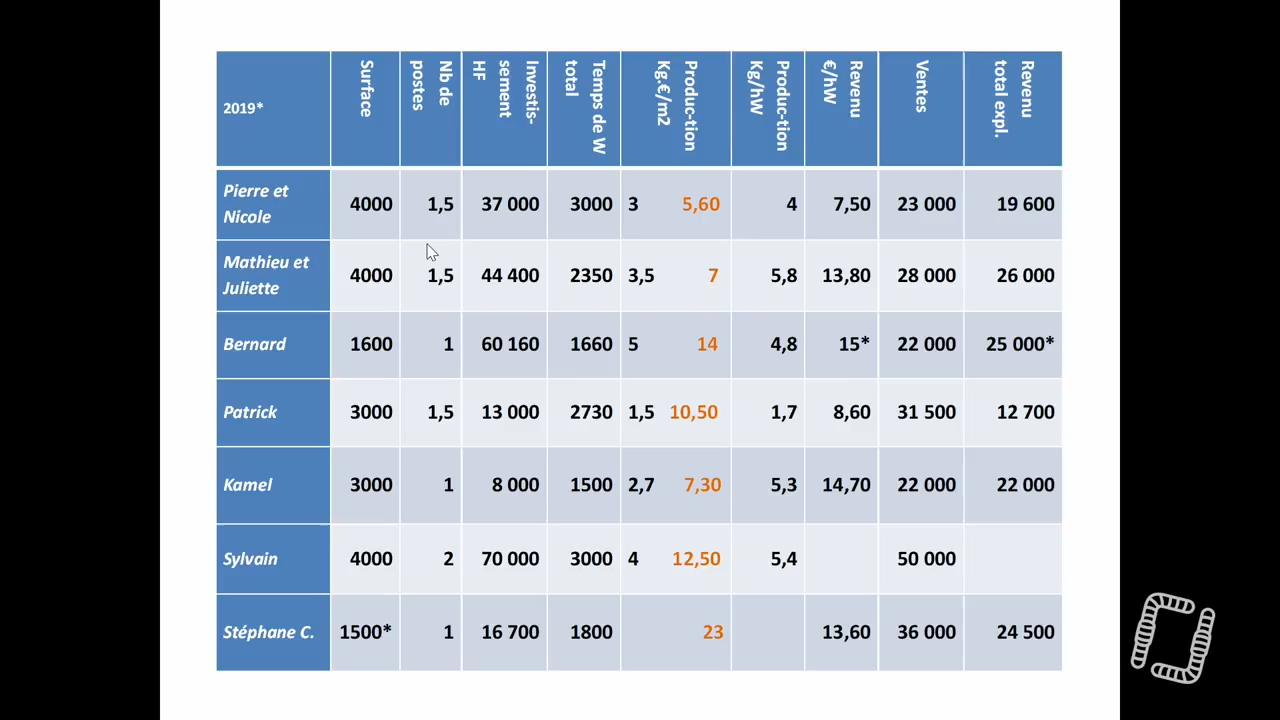 2019* Surface Nb de postes Investis-sement HF Temps de W total Produc-tion Kg.€/m2 Produc-tion Kg/hW Revenu €/hW Ventes Revenu total expl.
Pierre et Nicole 4000 1,5 37 000 3000 3 5,60 4 7,50 23 000 19 600
Mathieu et Juliette 4000 1,5 44 400 2350 3,5 7 5,8 13,80 28 000 26 000
Bernard 1600 1 60 160 1660 5 14 4,8 15* 22 000 25 000*
Patrick 3000 1,5 13 000 2730 1,5 10,50 1,7 8,60 31 500 12 700
Kamel 3000 1 8 000 1500 2,7 7,30 5,3 14,70 22 000 22 000
Sylvain 4000 2 70 000 3000 4 12,50 5,4 50 000
Stéphane C. 1500* 1 16 700 1800 23 13,60 36 000 24 500